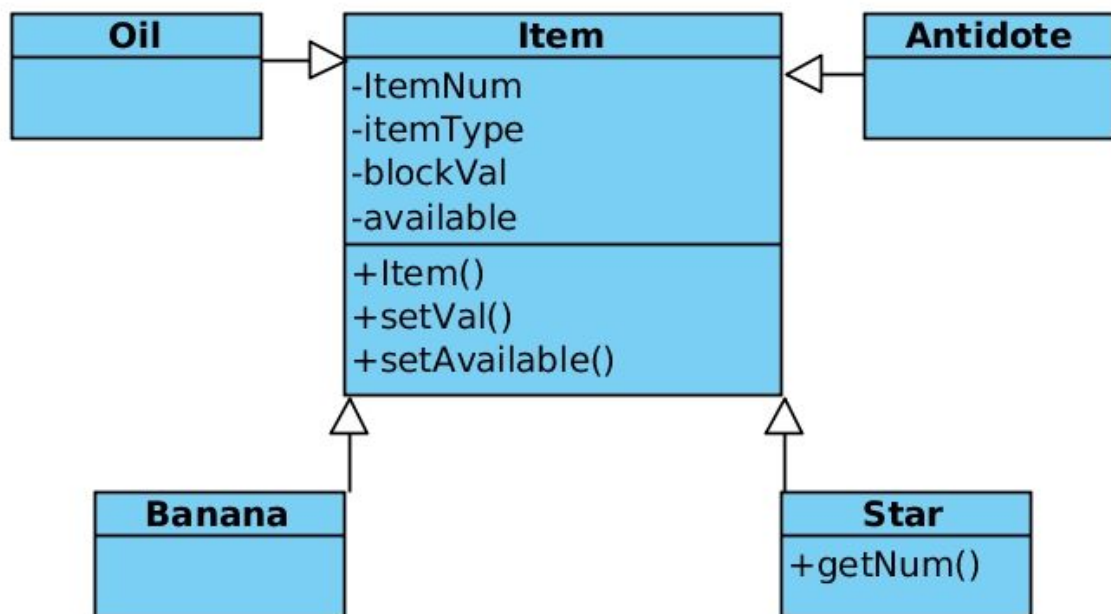 Oil
Item
Antidote
-ItemNum
-itemType
-blockVal
-available
+Item()
+setVal()
+setAvailable()
Banana
Star
+getNum()